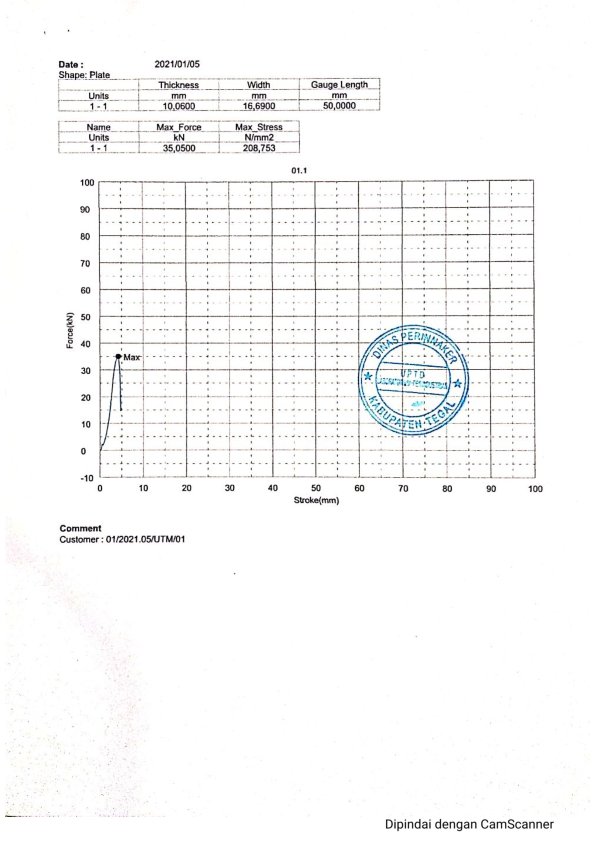 Date : 2021/01/05
Shape: Plate
Thickness Width Gauge Length
Units mm mm mm
1 - 1 10,0600 16,6900 50,0000
Name Max_Force Max_Stress
Units kN N/mm2
1 - 1 35,0500 208,753
01.1
100
90
80
70
60
50
40
30
20
10
0
-10
Force(kN)
Max
0 10 20 30 40 50 60 70 80 90 100
Stroke(mm)
DINAS PERINNAKER
UPTD
KABUPATEN TEGAL
Comment
Customer : 01/2021.05/UTM/01
Dipindai dengan CamScanner